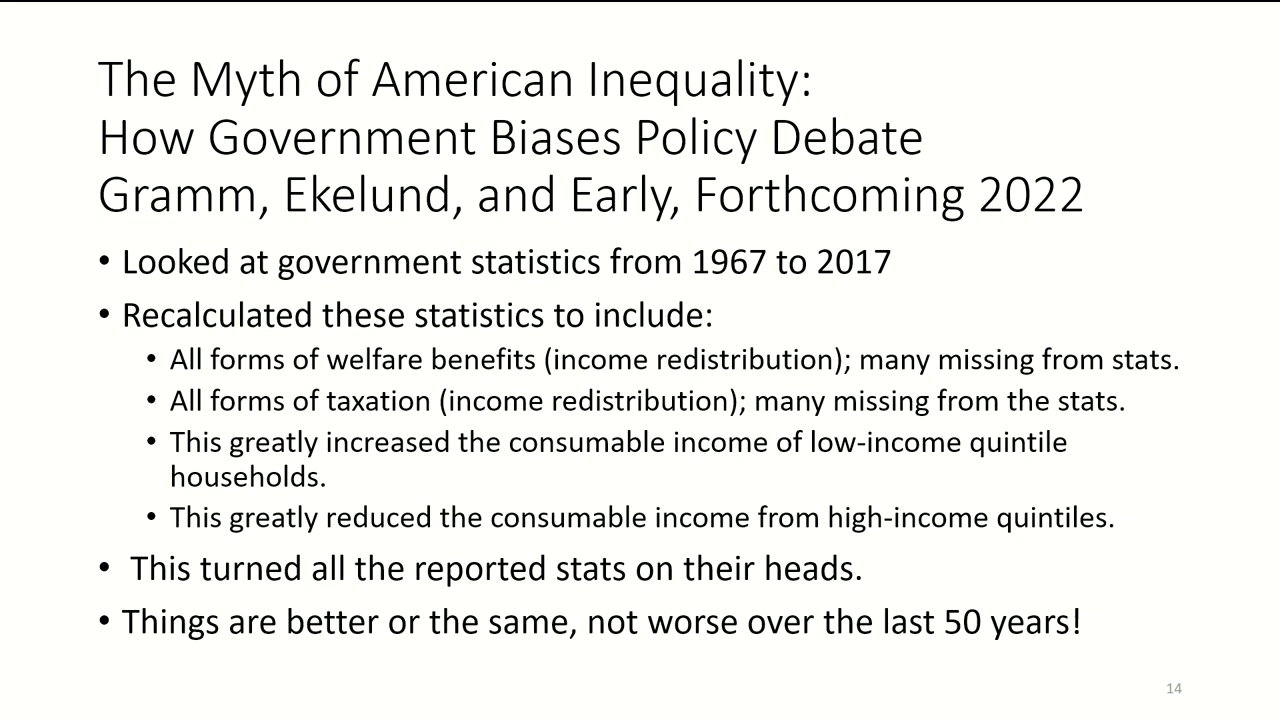 The Myth of American Inequality:
How Government Biases Policy Debate
Gramm, Ekelund, and Early, Forthcoming 2022
• Looked at government statistics from 1967 to 2017
• Recalculated these statistics to include:
• All forms of welfare benefits (income redistribution); many missing from stats.
• All forms of taxation (income redistribution); many missing from the stats.
• This greatly increased the consumable income of low-income quintile
households.
• This greatly reduced the consumable income from high-income quintiles.
• This turned all the reported stats on their heads.
• Things are better or the same, not worse over the last 50 years!
14